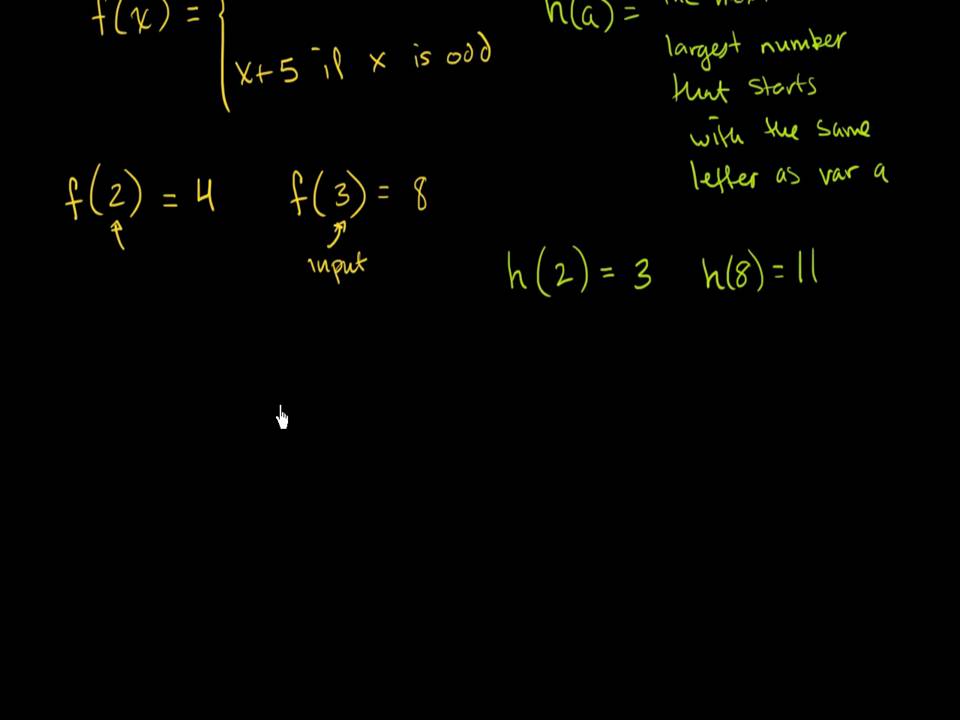 f(x) =
x+5 if x is odd
h(a) =
largest number
that starts
with the same
letter as var a
f(2) = 4 f(3) = 8
input
h(2) = 3 h(8) = 11